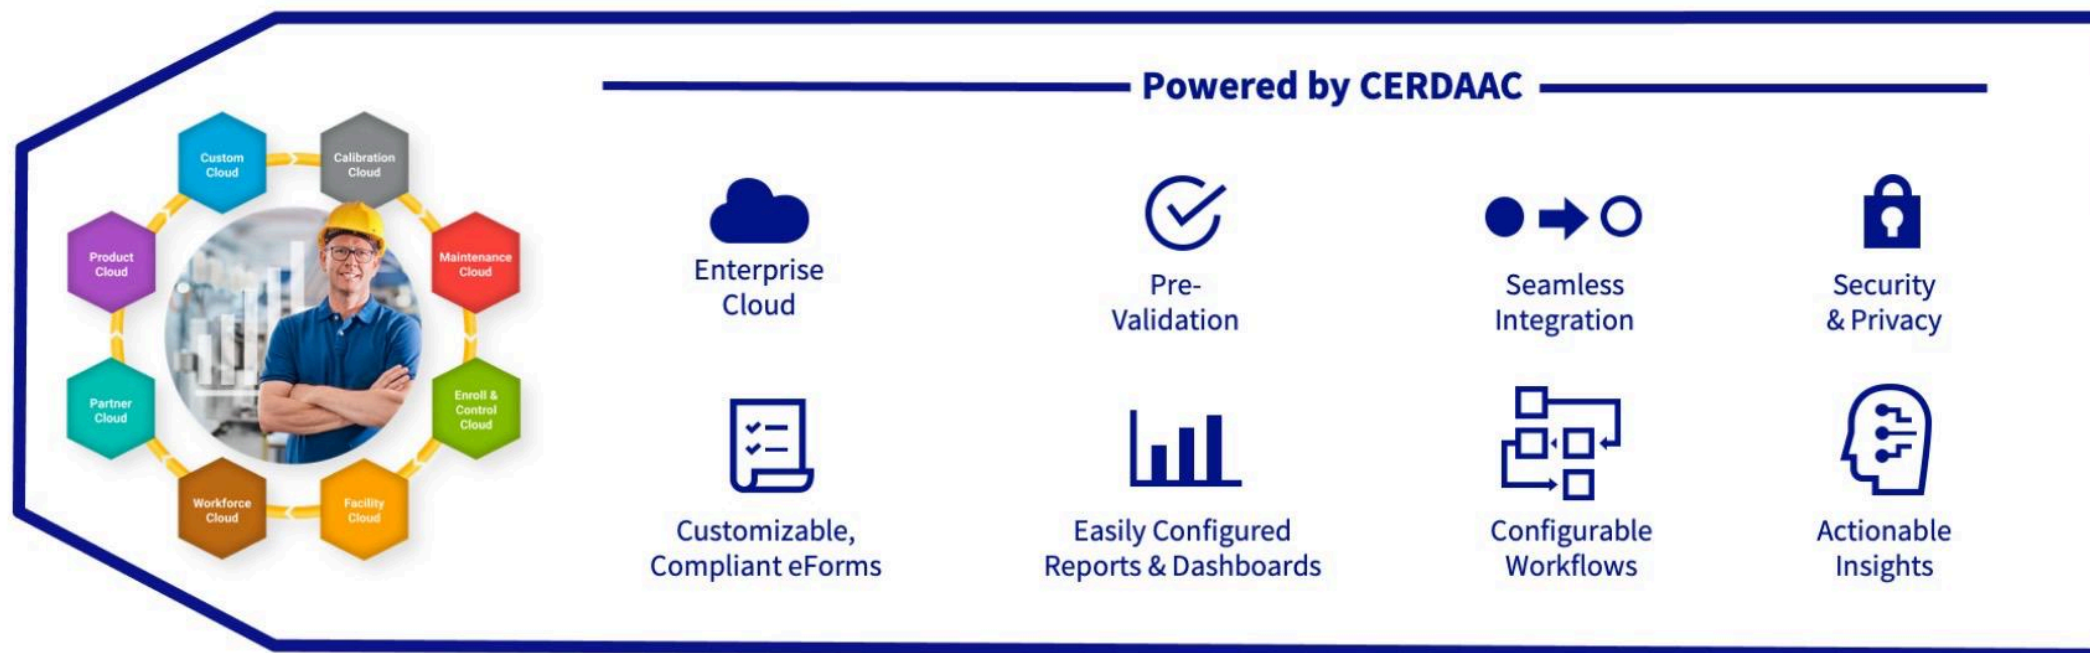 Powered by CERDAAC
Custom
Cloud
Calibration
Cloud
Product
Cloud
Maintenance
Cloud
Partner
Cloud
Enroll &
Control
Cloud
Workforce
Cloud
Facility
Cloud
Enterprise
Cloud
Pre-
Validation
Seamless
Integration
Security
& Privacy
Customizable,
Compliant eForms
Easily Configured
Reports & Dashboards
Configurable
Workflows
Actionable
Insights